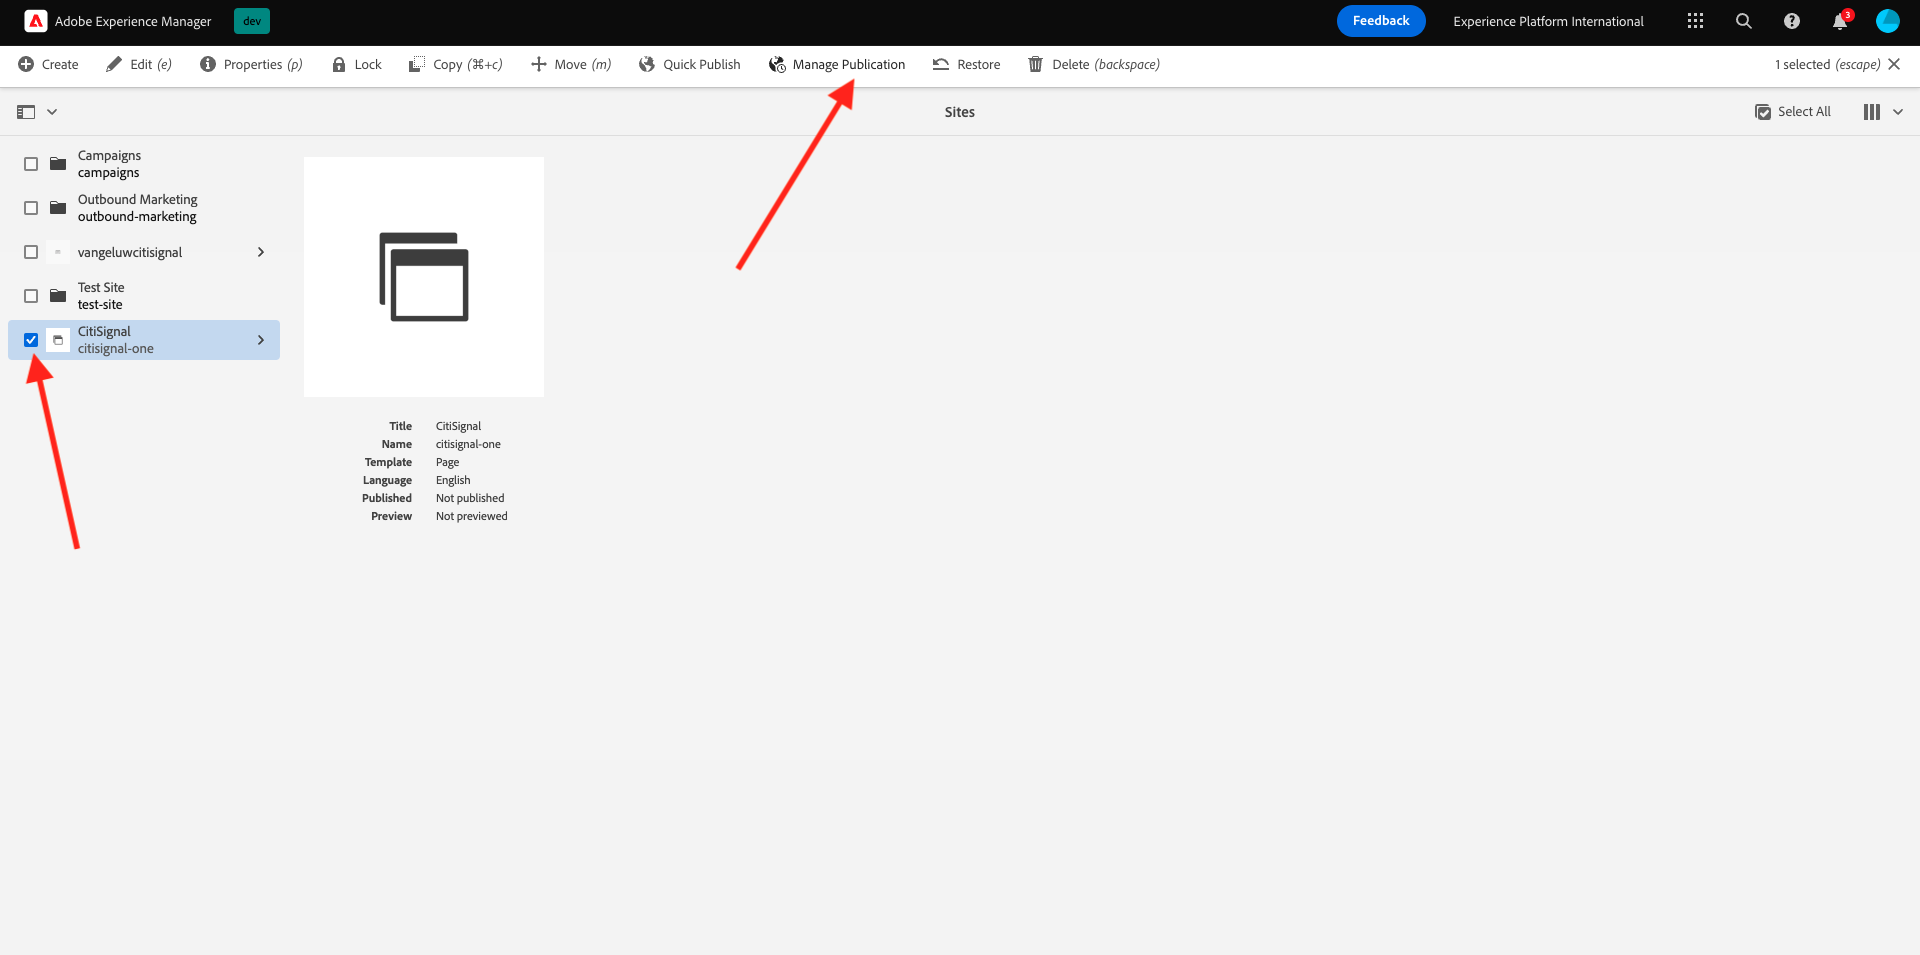 Adobe Experience Manager dev Feedback Experience Platform International 3
Create Edit (e) Properties (p) Lock Copy (⌘+c) Move (m) Quick Publish Manage Publication Restore Delete (backspace) 1 selected (escape)
Sites Select All
Campaigns
campaigns
Outbound Marketing
outbound-marketing
vangeluwcitisignal
Test Site
test-site
CitiSignal
citisignal-one
Title CitiSignal
Name citisignal-one
Template Page
Language English
Published Not published
Preview Not previewed